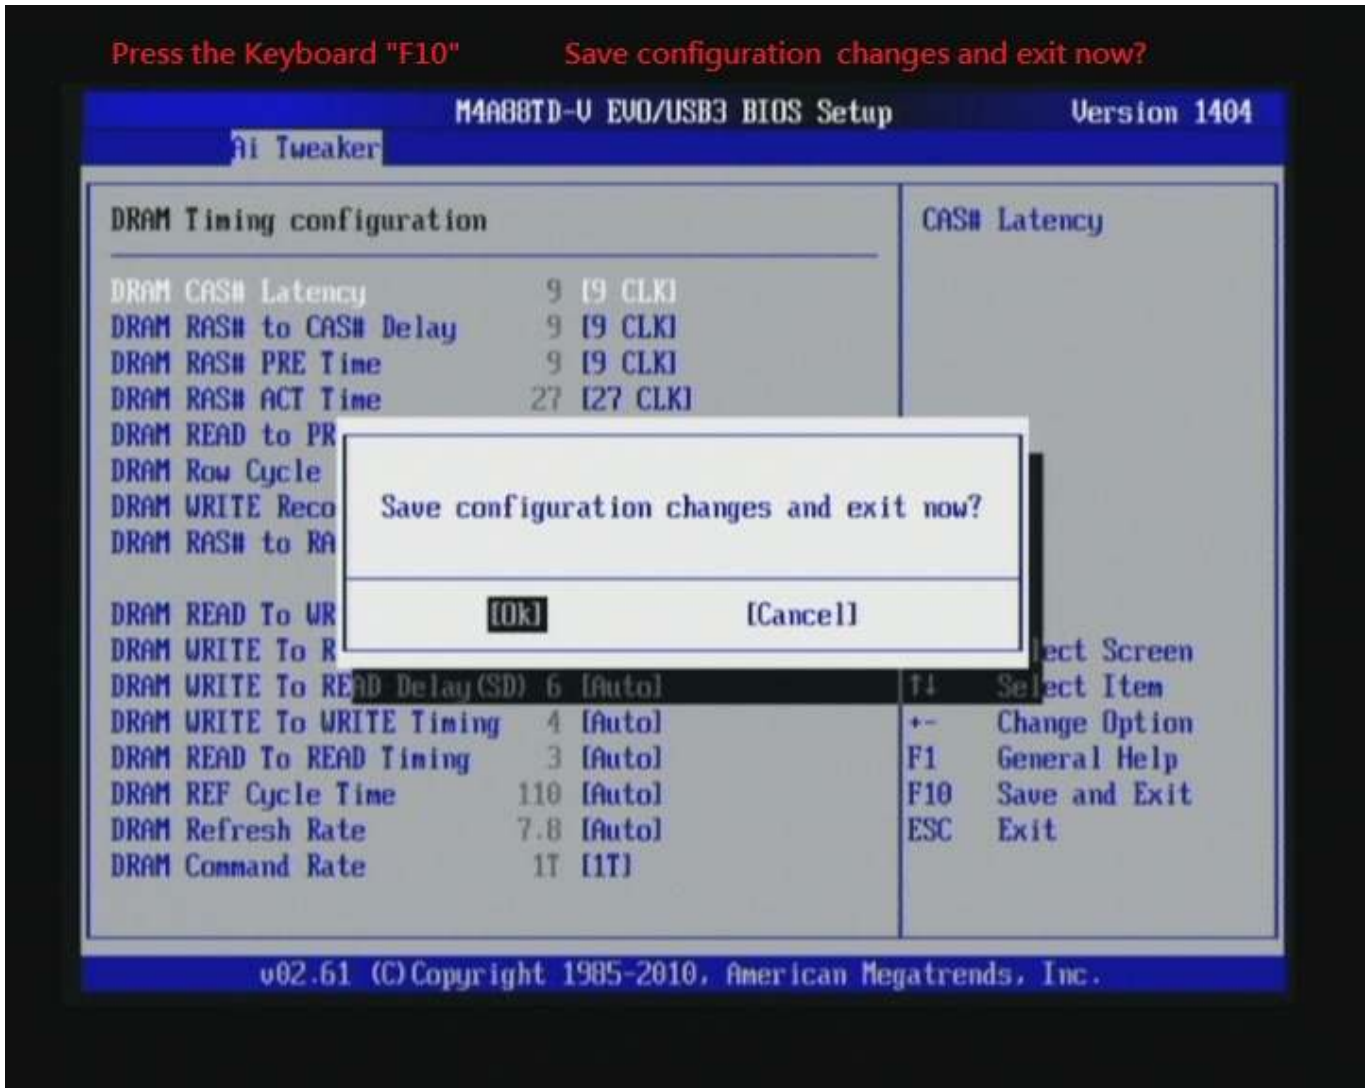 Press the Keyboard "F10" Save configuration changes and exit now?
M4A88TD-V EVO/USB3 BIOS Setup Version 1404
Ai Tweaker
DRAM Timing configuration
DRAM CAS# Latency 9 [9 CLK]
DRAM RAS# to CAS# Delay 9 [9 CLK]
DRAM RAS# PRE Time 9 [9 CLK]
DRAM RAS# ACT Time 27 [27 CLK]
DRAM READ to PR
DRAM Row Cycle
DRAM WRITE Reco
DRAM RAS# to RA
DRAM READ To WR
DRAM WRITE To R
DRAM WRITE To READ Delay(SD) 6 [Auto]
DRAM WRITE To WRITE Timing 4 [Auto]
DRAM READ To READ Timing 3 [Auto]
DRAM REF Cycle Time 110 [Auto]
DRAM Refresh Rate 7.8 [Auto]
DRAM Command Rate 1T [1T]
Save configuration changes and exit now?
[Ok] [Cancel]
CAS# Latency
ect Screen
↑↓ Select Item
+- Change Option
F1 General Help
F10 Save and Exit
ESC Exit
v02.61 (C)Copyright 1985-2010, American Megatrends, Inc.